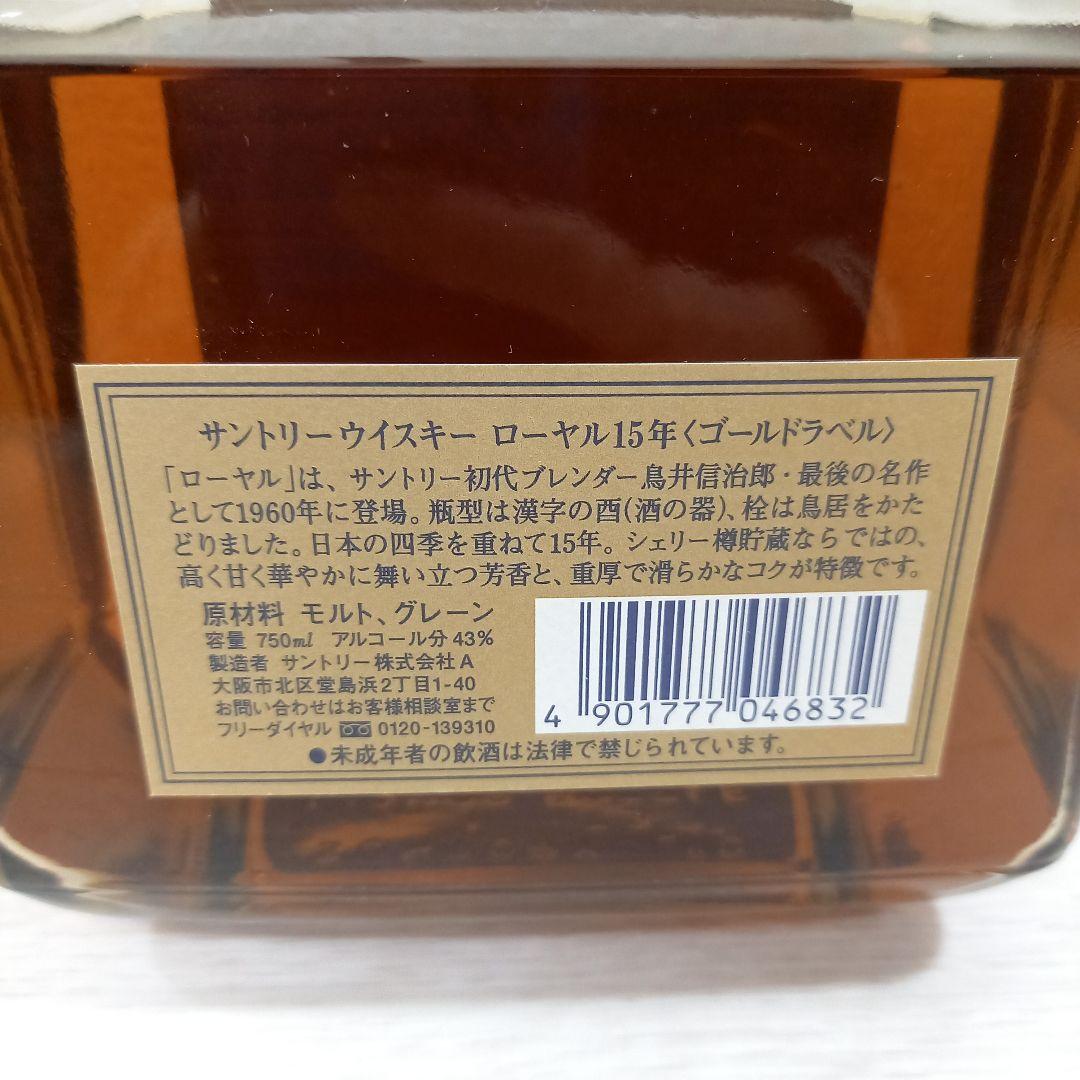 サントリーウイスキー ローヤル15年〈ゴールドラベル〉
「ローヤル」は、サントリー初代ブレンダー鳥井信治郎・最後の名作
として1960年に登場。瓶型は漢字の酉(酒の器)、栓は鳥居をかた
どりました。日本の四季を重ねて15年。シェリー樽貯蔵ならではの、
高く甘く華やかに舞い立つ芳香と、重厚で滑らかなコクが特徴です。
原材料 モルト、グレーン
容量 750ml アルコール分 43%
製造者 サントリー株式会社A
大阪市北区堂島浜2丁目1-40
お問い合わせはお客様相談室まで
フリーダイヤル 0120-139310
4 901777 046832
●未成年者の飲酒は法律で禁じられています。